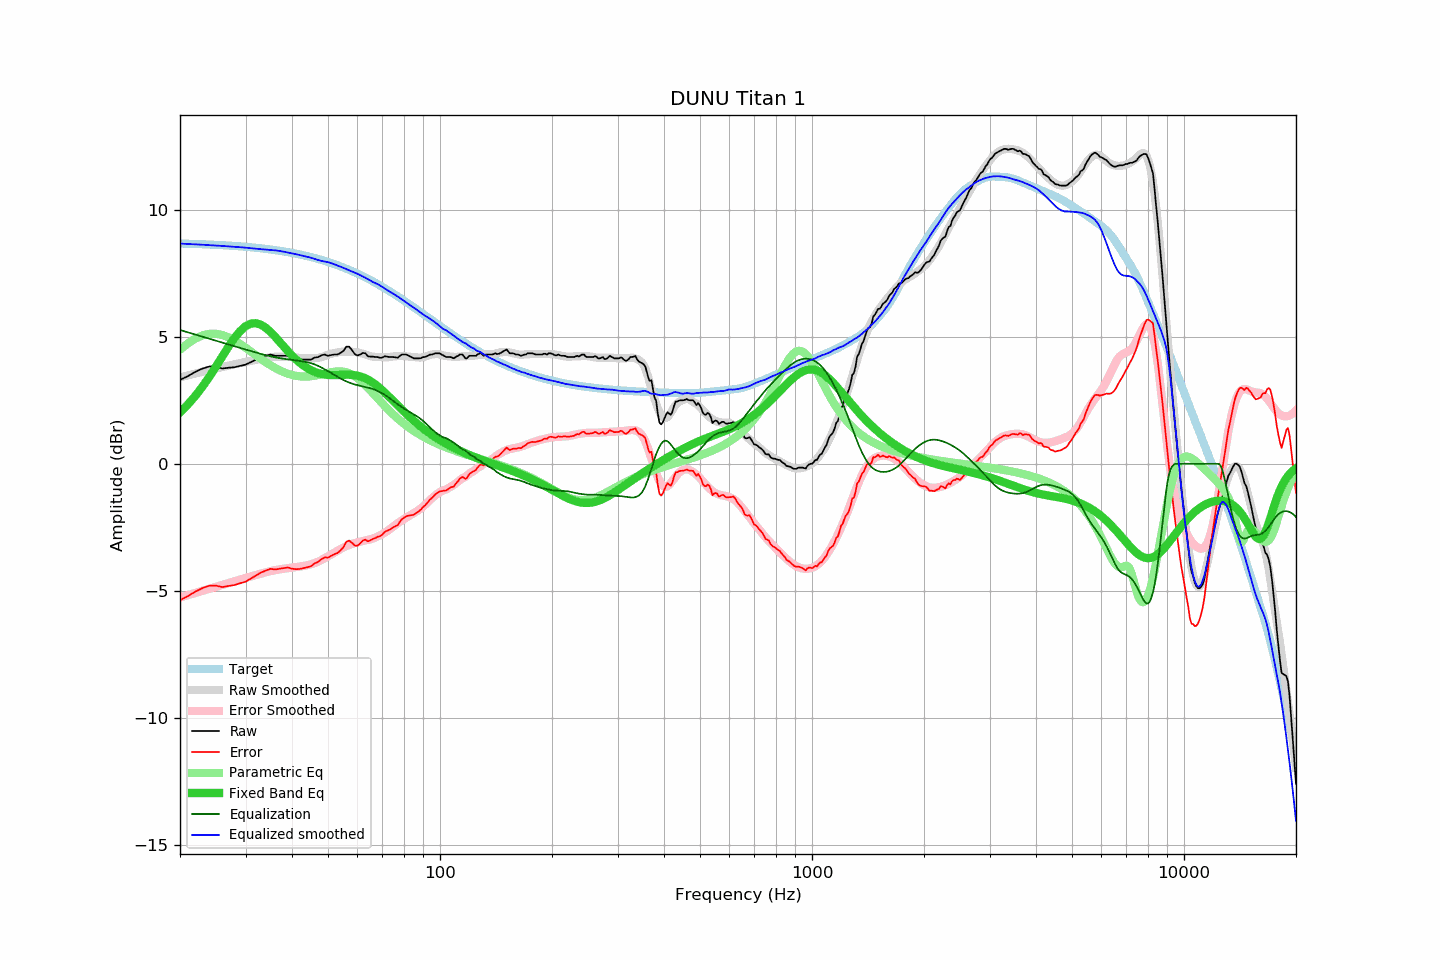 DUNU Titan 1
Amplitude (dBr)
10
5
0
−5
−10
−15
Target
Raw Smoothed
Error Smoothed
Raw
Error
Parametric Eq
Fixed Band Eq
Equalization
Equalized smoothed
100
1000
10000
Frequency (Hz)